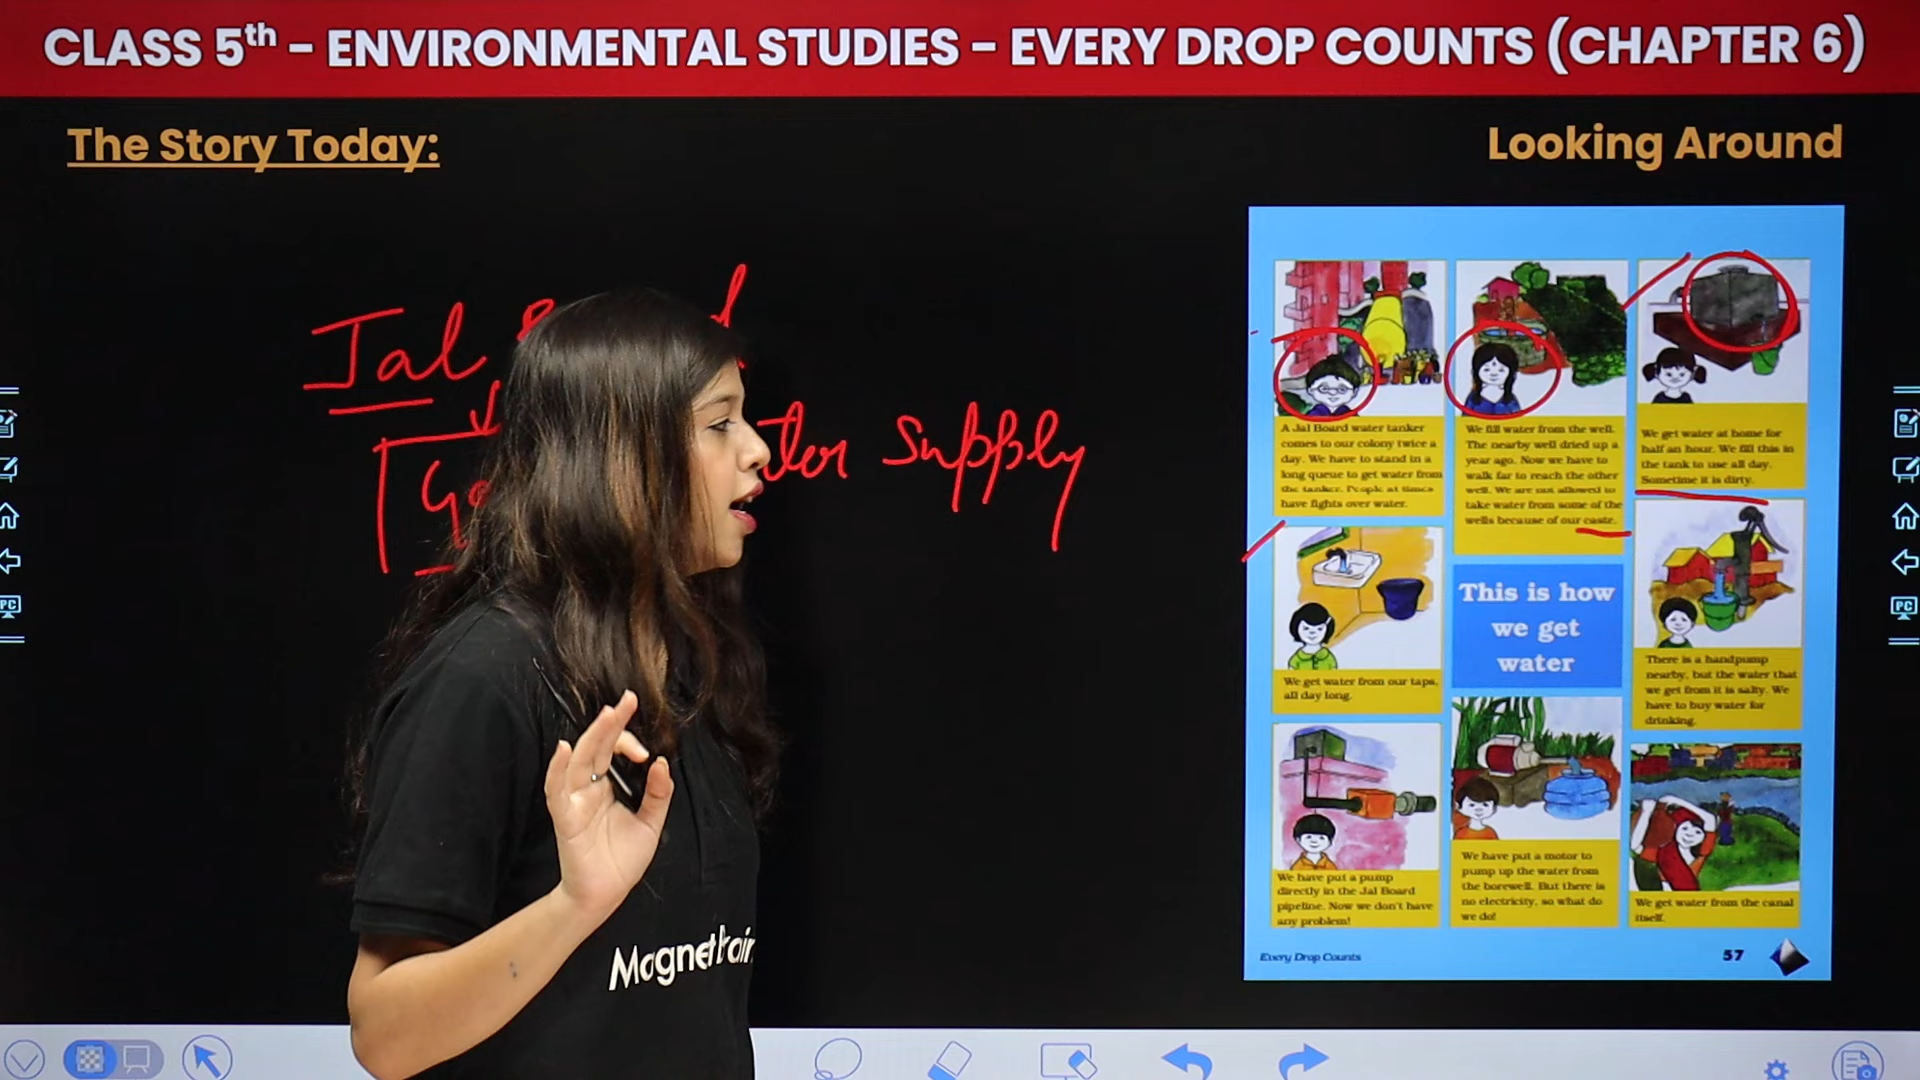 CLASS 5th - ENVIRONMENTAL STUDIES - EVERY DROP COUNTS (CHAPTER 6)
The Story Today:
Looking Around
Jal
Supply
A Jal Board water tanker
comes to our colony twice a
day. We have to stand in a
long queue to get water from
the tanker. People at times
have fights over water.
We fill water from the well.
The nearby well dried up a
year ago. Now we have to
walk far to reach the other
well. We are not allowed to
take water from some of the
wells because of our caste.
We get water at home for
half an hour. We fill this in
the tank to use all day.
Sometime it is dirty.
We get water from our taps,
all day long.
This is how
we get
water
There is a handpump
nearby, but the water that
we get from it is salty. We
have to buy water for
drinking.
We have put a pump
directly in the Jal Board
pipeline. Now we don't have
any problem!
We have put a motor to
pump up the water from
the borewell. But there is
no electricity, so what do
we do!
We get water from the canal
itself.
Every Drop Counts
57
PC
PC